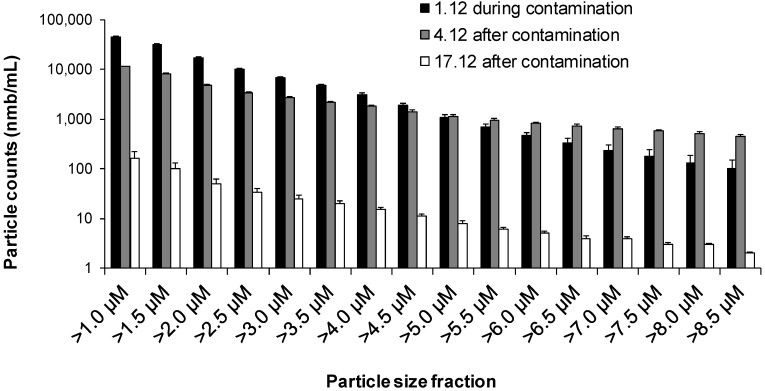 1.12 during contamination
4.12 after contamination
17.12 after contamination
Particle counts (nmb/mL)
100,000
10,000
1,000
100
10
1
>1.0 µM
>1.5 µM
>2.0 µM
>2.5 µM
>3.0 µM
>3.5 µM
>4.0 µM
>4.5 µM
>5.0 µM
>5.5 µM
>6.0 µM
>6.5 µM
>7.0 µM
>7.5 µM
>8.0 µM
>8.5 µM
Particle size fraction